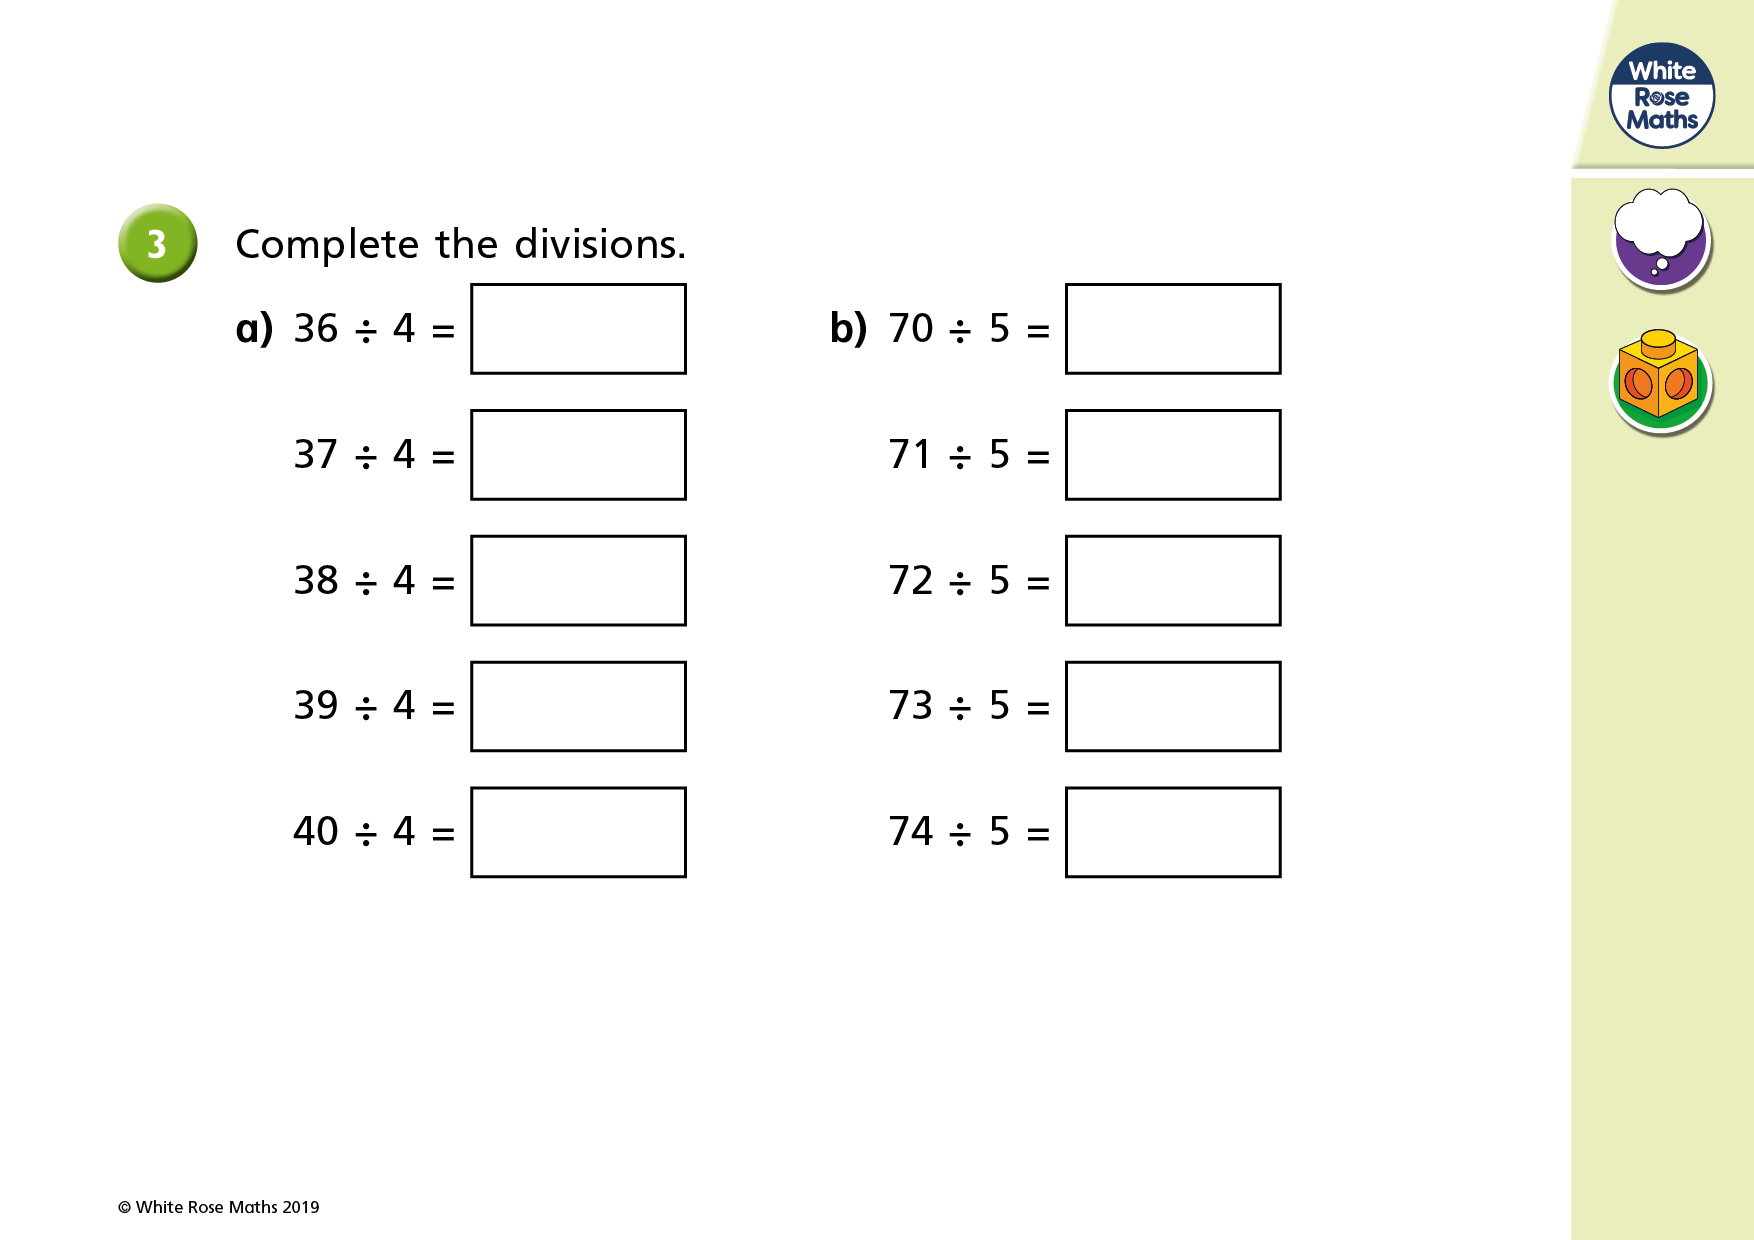 White
Rose
Maths
3 Complete the divisions.
a) 36 ÷ 4 =
37 ÷ 4 =
38 ÷ 4 =
39 ÷ 4 =
40 ÷ 4 =
b) 70 ÷ 5 =
71 ÷ 5 =
72 ÷ 5 =
73 ÷ 5 =
74 ÷ 5 =
© White Rose Maths 2019